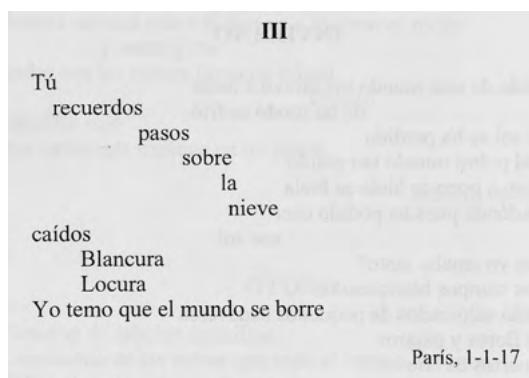 III
Tú
recuerdos
pasos
sobre
la
nieve
caídos
Blancura
Locura
Yo temo que el mundo se borre
París, 1-1-17